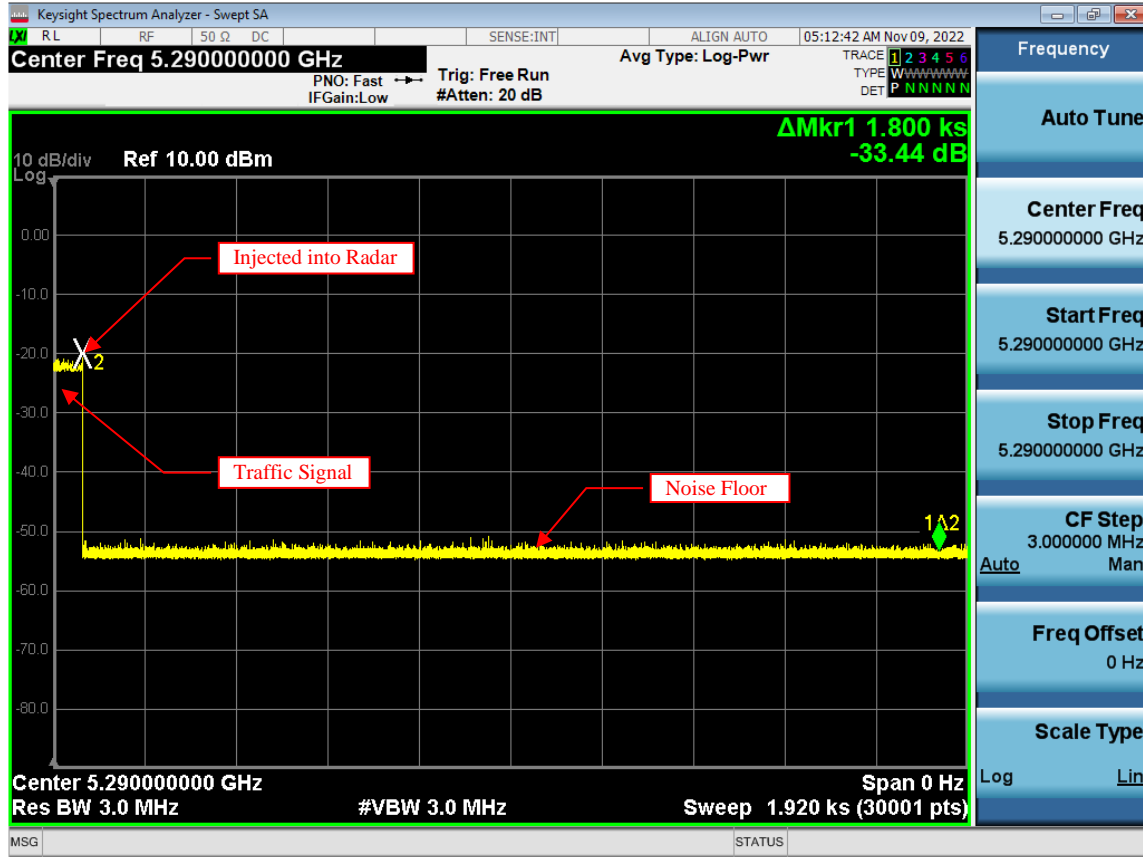 Keysight Spectrum Analyzer - Swept SA
LXI RL RF 50 Ω DC SENSE:INT ALIGN AUTO 05:12:42 AM Nov 09, 2022
Center Freq 5.290000000 GHz
PNO: Fast
IFGain:Low
Trig: Free Run
#Atten: 20 dB
Avg Type: Log-Pwr
TRACE 1 2 3 4 5 6
TYPE WWWWWW
DET P N N N N N
ΔMkr1 1.800 ks
-33.44 dB
10 dB/div Ref 10.00 dBm
Log
0.00
-10.0
-20.0
-30.0
-40.0
-50.0
-60.0
-70.0
-80.0
Injected into Radar
2
Traffic Signal
Noise Floor
1Δ2
Center 5.290000000 GHz Span 0 Hz
Res BW 3.0 MHz #VBW 3.0 MHz Sweep 1.920 ks (30001 pts)
MSG STATUS
Frequency
Auto Tune
Center Freq
5.290000000 GHz
Start Freq
5.290000000 GHz
Stop Freq
5.290000000 GHz
CF Step
3.000000 MHz
Auto Man
Freq Offset
0 Hz
Scale Type
Log Lin